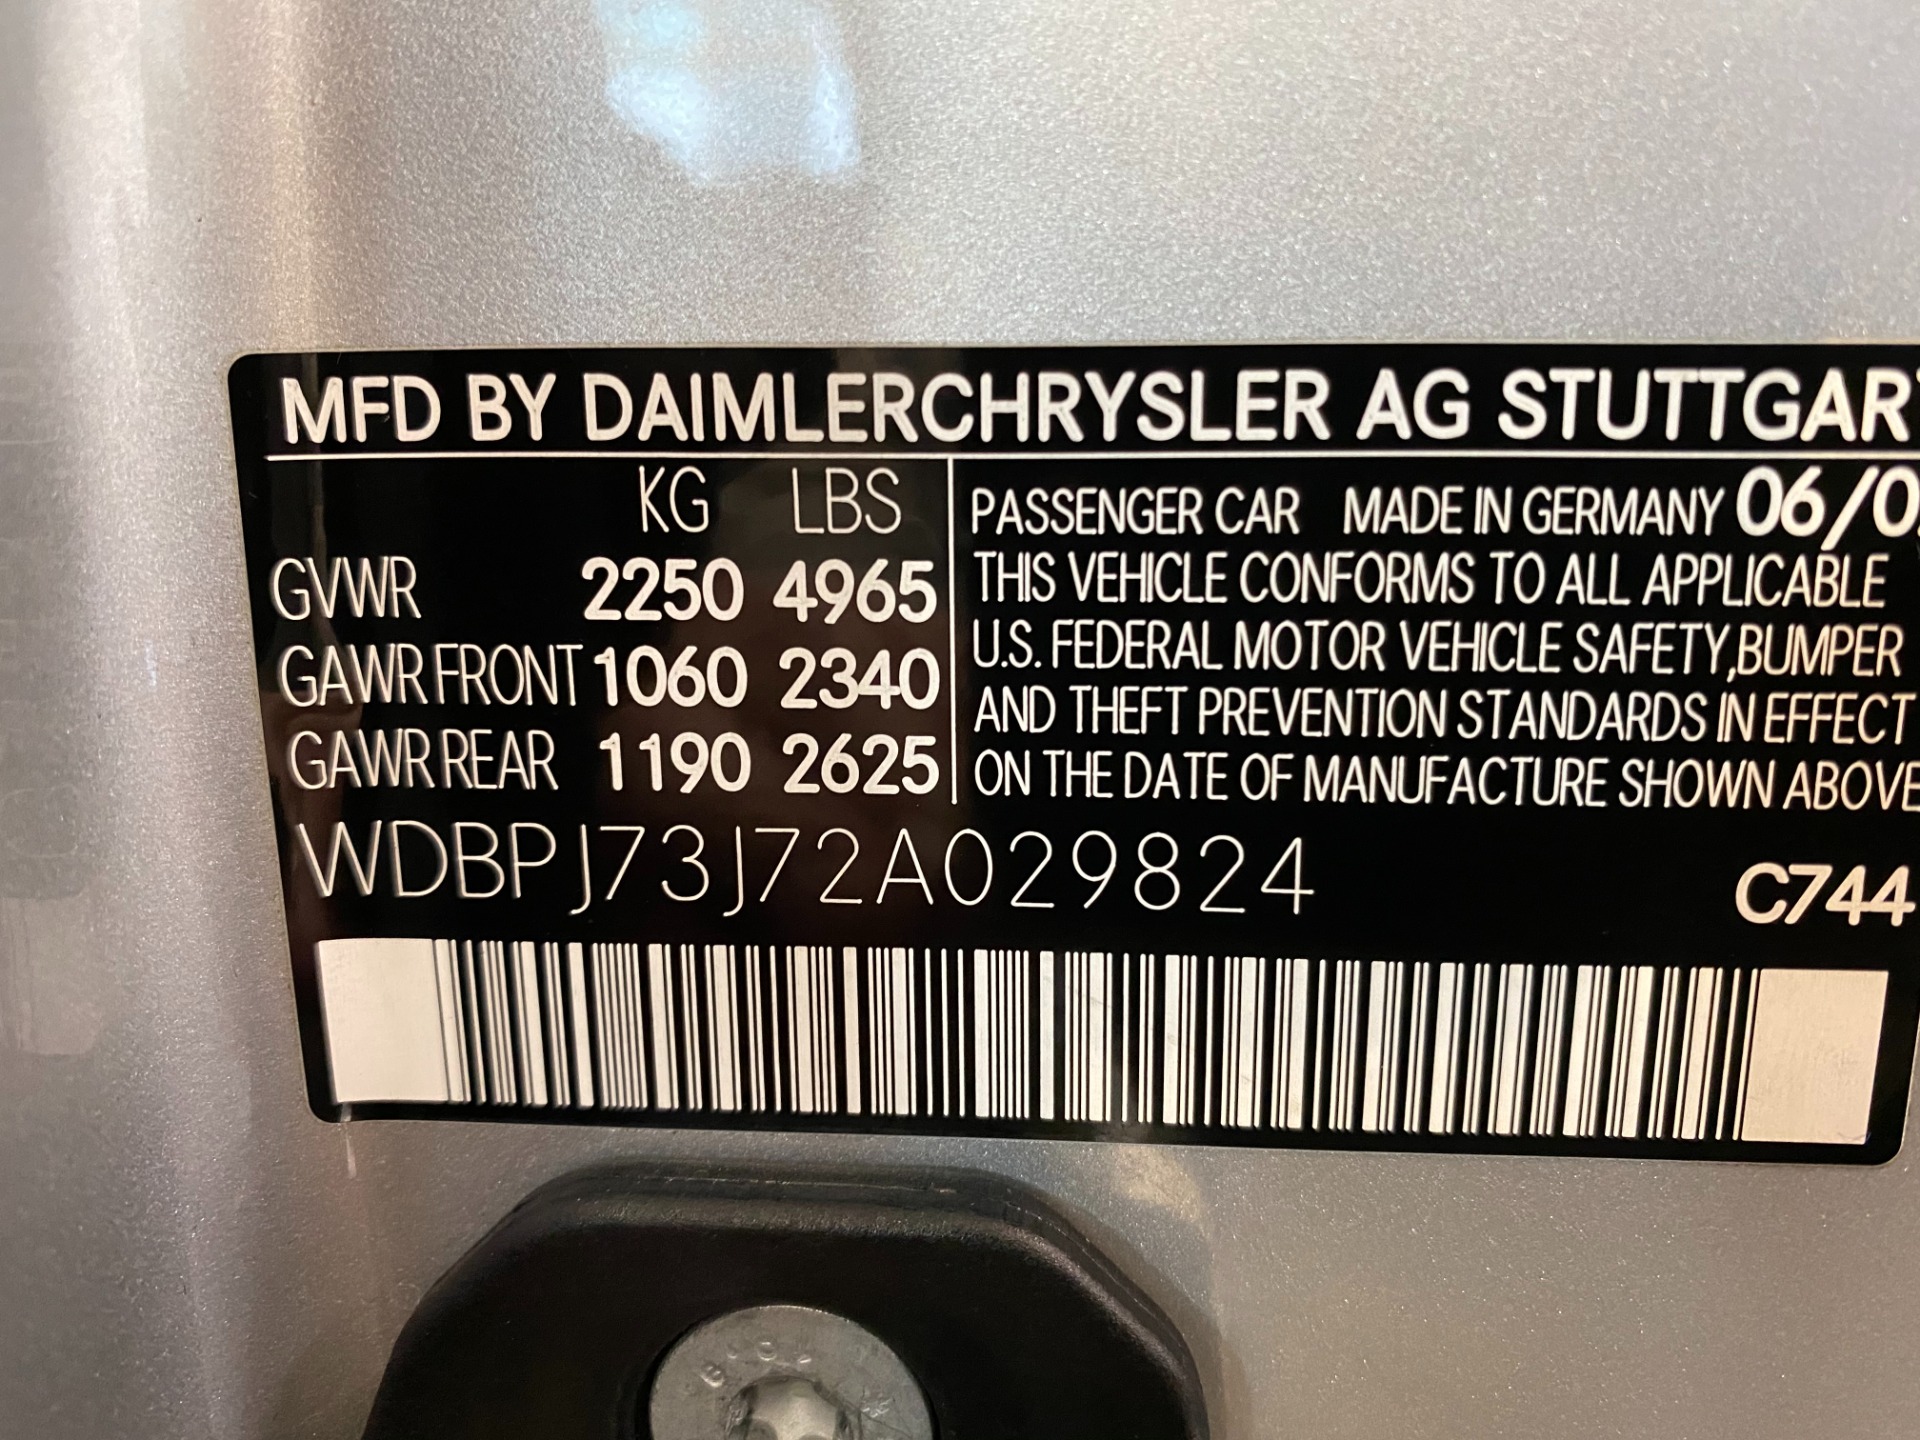 MFD BY DAIMLERCHRYSLER AG STUTTGART
KG LBS
GVWR 2250 4965
GAWR FRONT 1060 2340
GAWR REAR 1190 2625
PASSENGER CAR MADE IN GERMANY 06/0
THIS VEHICLE CONFORMS TO ALL APPLICABLE
U.S. FEDERAL MOTOR VEHICLE SAFETY, BUMPER
AND THEFT PREVENTION STANDARDS IN EFFECT
ON THE DATE OF MANUFACTURE SHOWN ABOVE
WDBPJ73J72A029824
C744